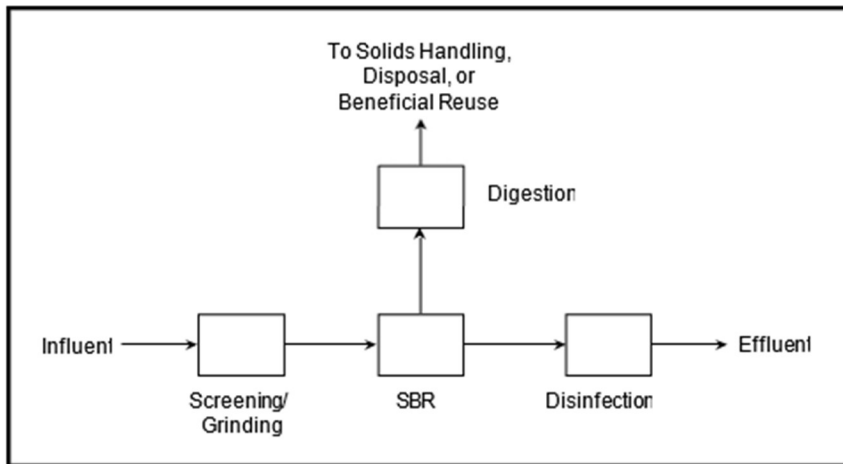 To Solids Handling,
Disposal, or
Beneficial Reuse
Digestion
Influent
Effluent
Screening/
Grinding
SBR
Disinfection